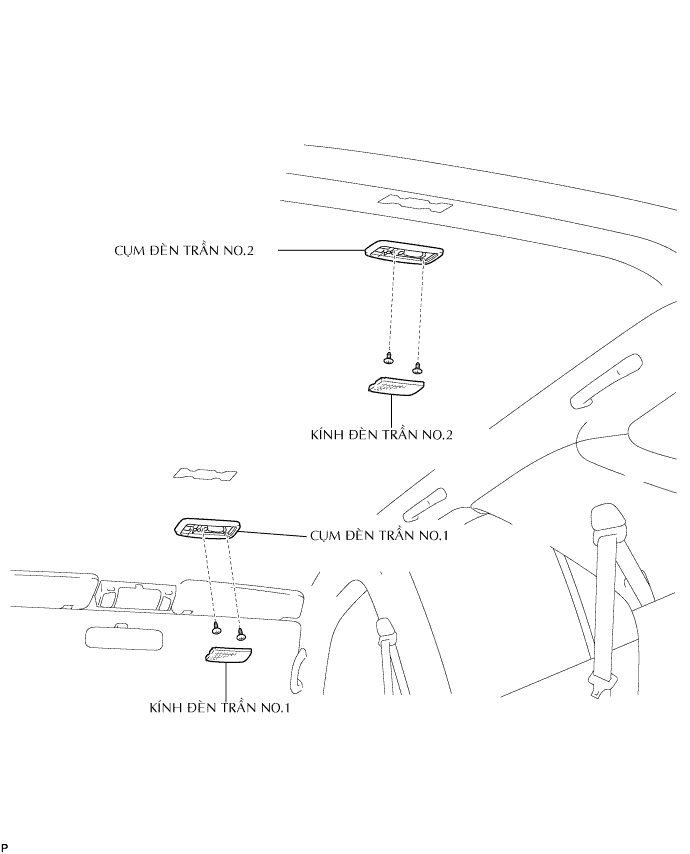 CỤM ĐÈN TRẦN NO.2
KÍNH ĐÈN TRẦN NO.2
CỤM ĐÈN TRẦN NO.1
KÍNH ĐÈN TRẦN NO.1
P